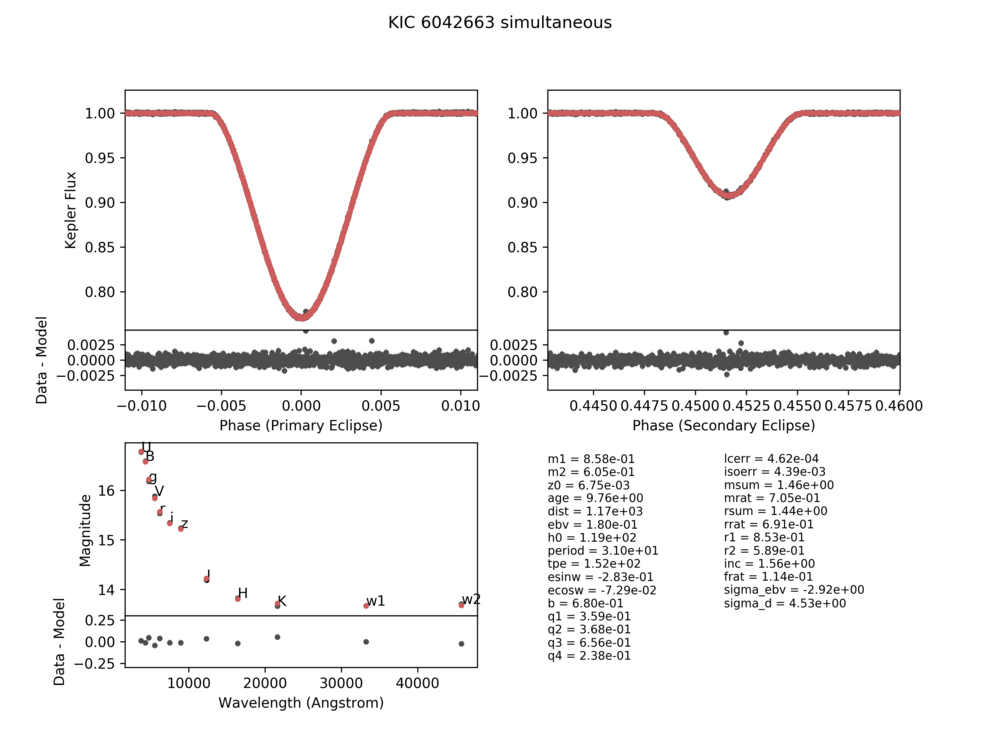 KIC 6042663 simultaneous
Kepler Flux
1.00
0.95
0.90
0.85
0.80
Data - Model
0.0025
0.0000
−0.0025
−0.010 −0.005 0.000 0.005 0.010
Phase (Primary Eclipse)
1.00
0.95
0.90
0.85
0.80
0.0025
0.0000
−0.0025
0.4450 0.4475 0.4500 0.4525 0.4550 0.4575 0.4600
Phase (Secondary Eclipse)
Magnitude
16
15
14
U
B
g
V
r
i
z
J
H
K
w1
w2
Data - Model
0.25
0.00
−0.25
10000 20000 30000 40000
Wavelength (Angstrom)
m1 = 8.58e-01
m2 = 6.05e-01
z0 = 6.75e-03
age = 9.76e+00
dist = 1.17e+03
ebv = 1.80e-01
h0 = 1.19e+02
period = 3.10e+01
tpe = 1.52e+02
esinw = -2.83e-01
ecosw = -7.29e-02
b = 6.80e-01
q1 = 3.59e-01
q2 = 3.68e-01
q3 = 6.56e-01
q4 = 2.38e-01
lcerr = 4.62e-04
isoerr = 4.39e-03
msum = 1.46e+00
mrat = 7.05e-01
rsum = 1.44e+00
rrat = 6.91e-01
r1 = 8.53e-01
r2 = 5.89e-01
inc = 1.56e+00
frat = 1.14e-01
sigma_ebv = -2.92e+00
sigma_d = 4.53e+00